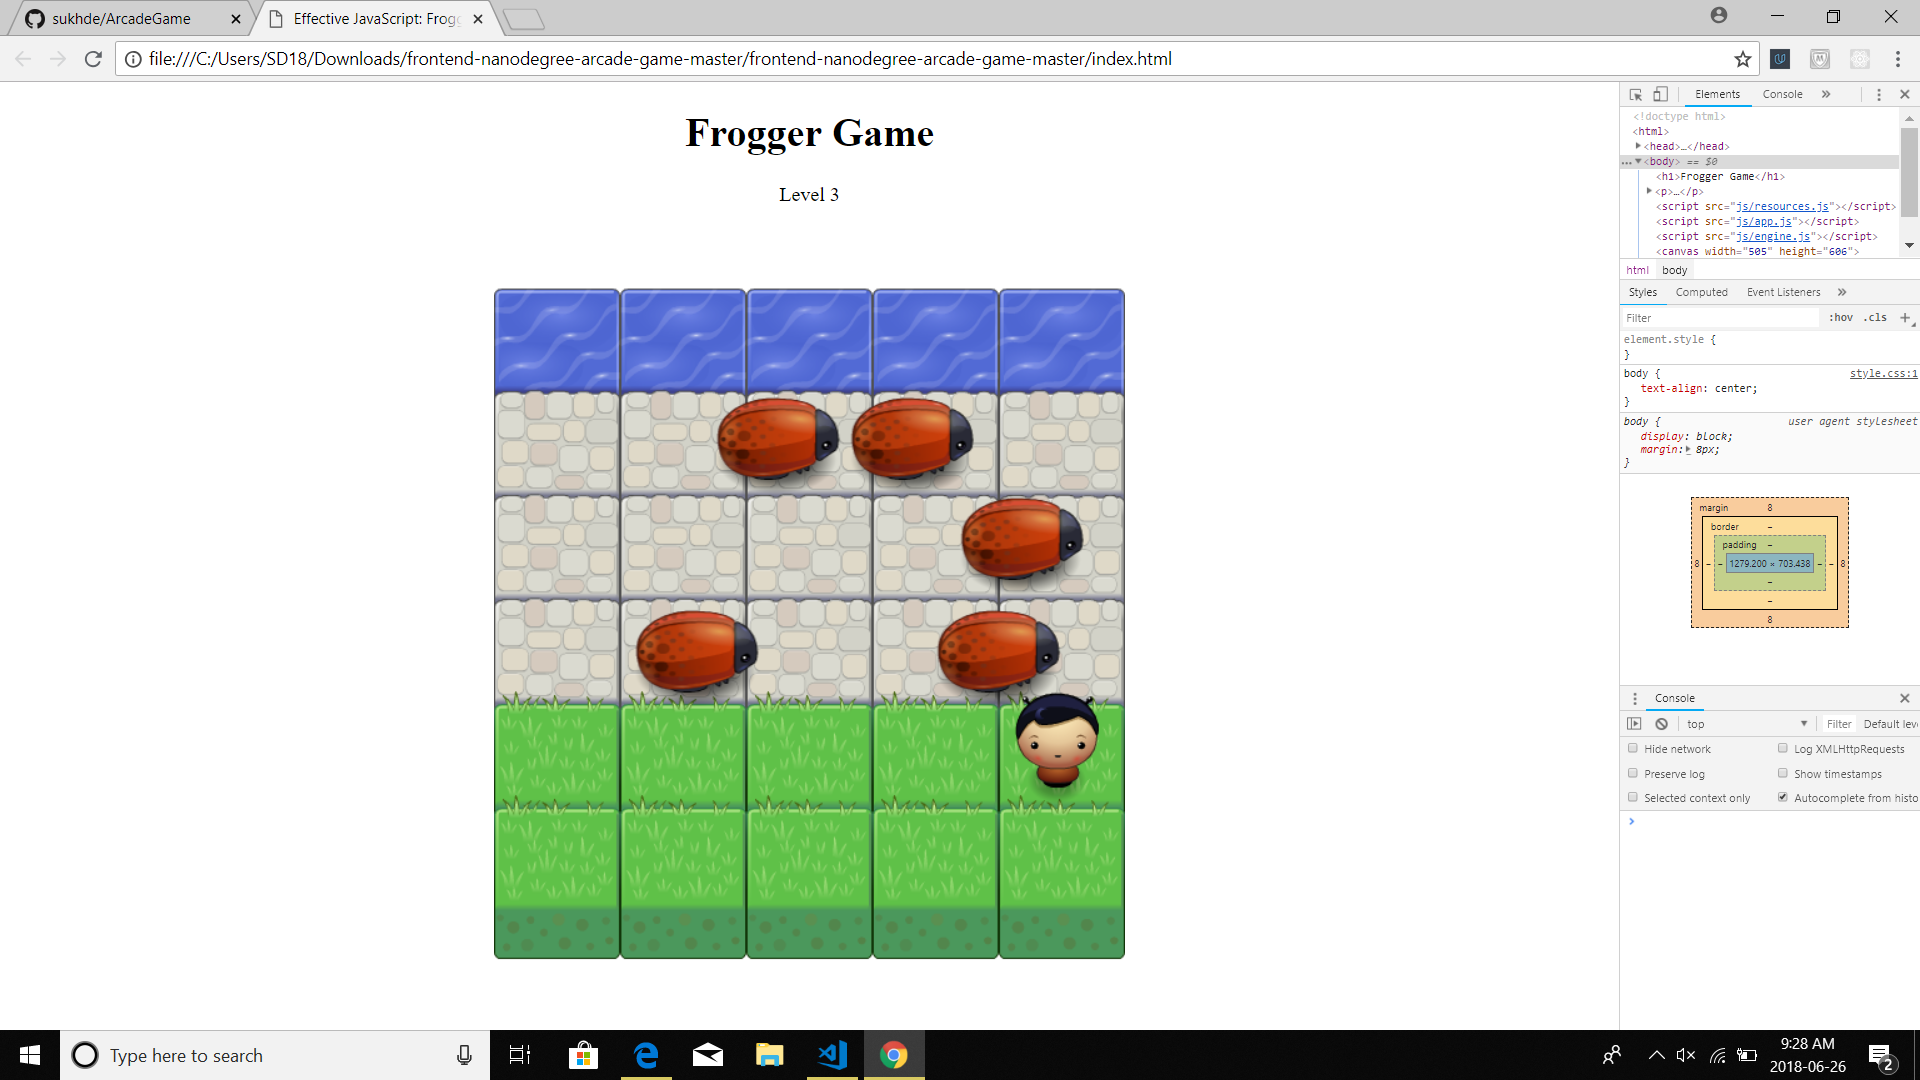 sukhde/ArcadeGame
Effective JavaScript: Frogg
file:///C:/Users/SD18/Downloads/frontend-nanodegree-arcade-game-master/frontend-nanodegree-arcade-game-master/index.html
Frogger Game
Level 3
Elements Console »
<!doctype html>
<html>
<head>…</head>
… <body> == $0
<h1>Frogger Game</h1>
<p>…</p>
<script src="js/resources.js"></script>
<script src="js/app.js"></script>
<script src="js/engine.js"></script>
<canvas width="505" height="606">
html body
Styles Computed Event Listeners »
Filter :hov .cls +
element.style {
}
body { style.css:1
text-align: center;
}
body { user agent stylesheet
display: block;
margin: 8px;
}
margin 8
border –
padding –
8 – – 1279.200 × 703.438 – – 8
–
–
8
Console
top Filter Default lev
Hide network Log XMLHttpRequests
Preserve log Show timestamps
Selected context only Autocomplete from histo
Type here to search
9:28 AM
2018-06-26
2